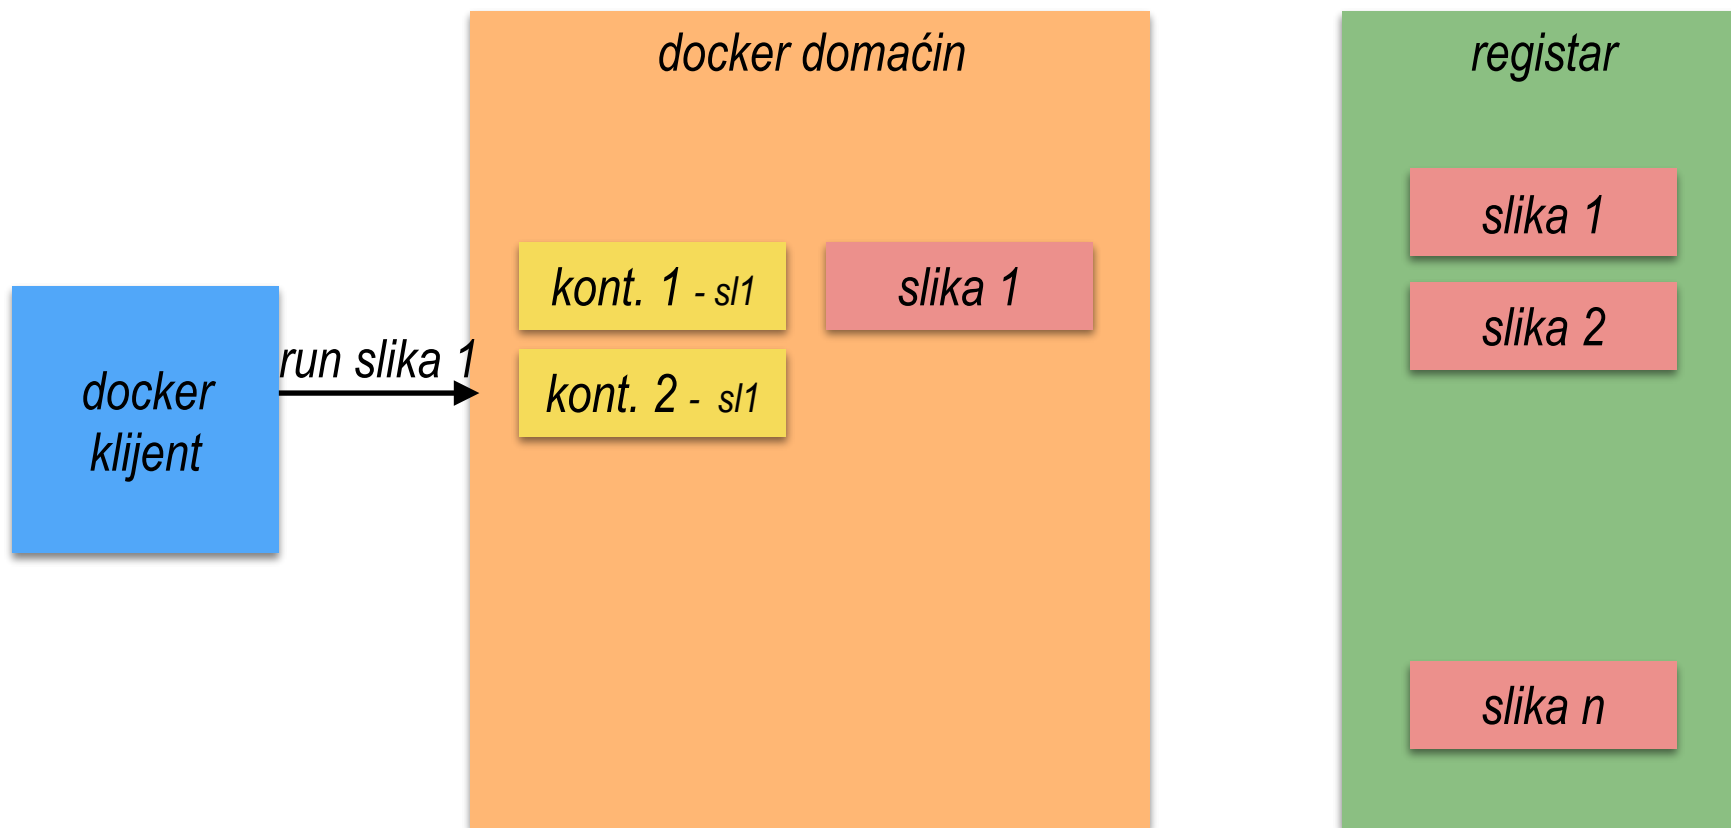 docker domaćin
registar
slika 1
kont. 1 - sl1
slika 1
slika 2
run slika 1
kont. 2 - sl1
docker
klijent
slika n